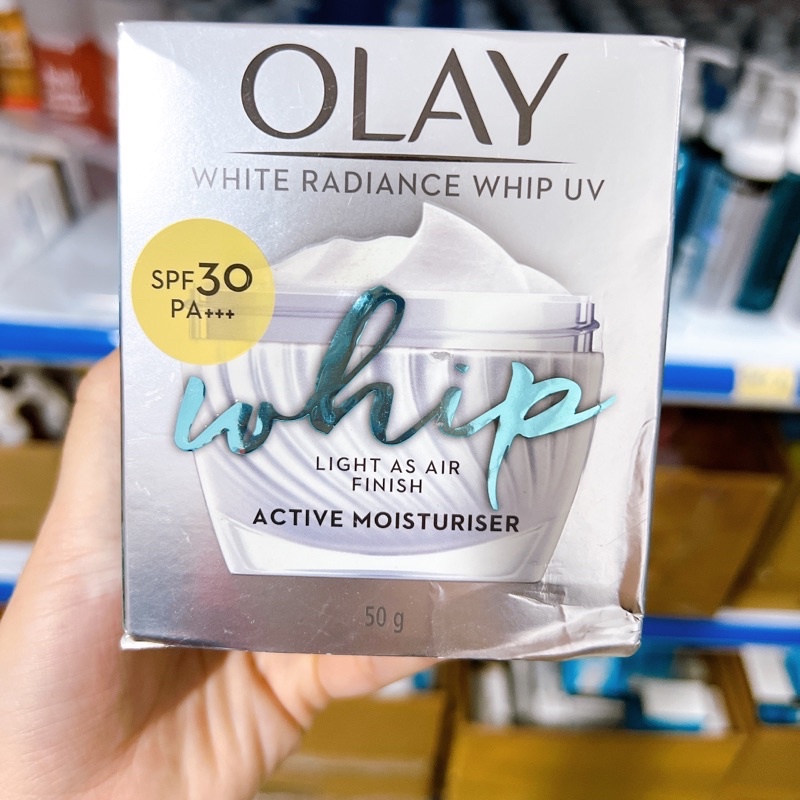 OLAY
WHITE RADIANCE WHIP UV
SPF30
PA+++
whip
LIGHT AS AIR
FINISH
ACTIVE MOISTURISER
50 g